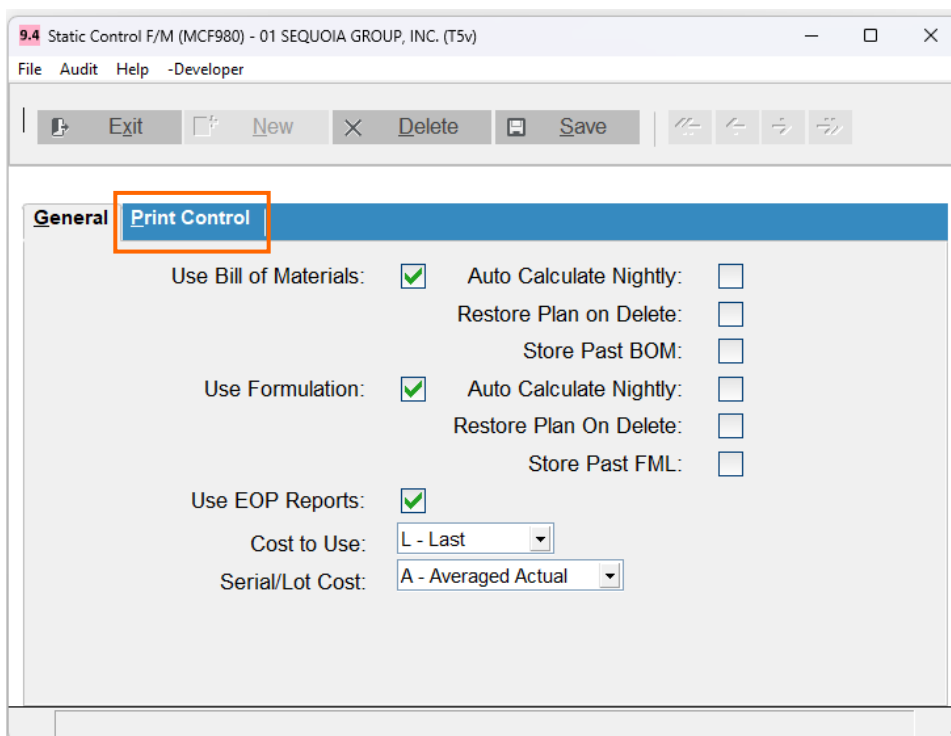 9.4 Static Control F/M (MCF980) - 01 SEQUOIA GROUP, INC. (T5v)
File Audit Help -Developer
Exit New Delete Save
General Print Control
Use Bill of Materials: Auto Calculate Nightly:
Restore Plan on Delete:
Store Past BOM:
Use Formulation: Auto Calculate Nightly:
Restore Plan On Delete:
Store Past FML:
Use EOP Reports:
Cost to Use: L - Last
Serial/Lot Cost: A - Averaged Actual